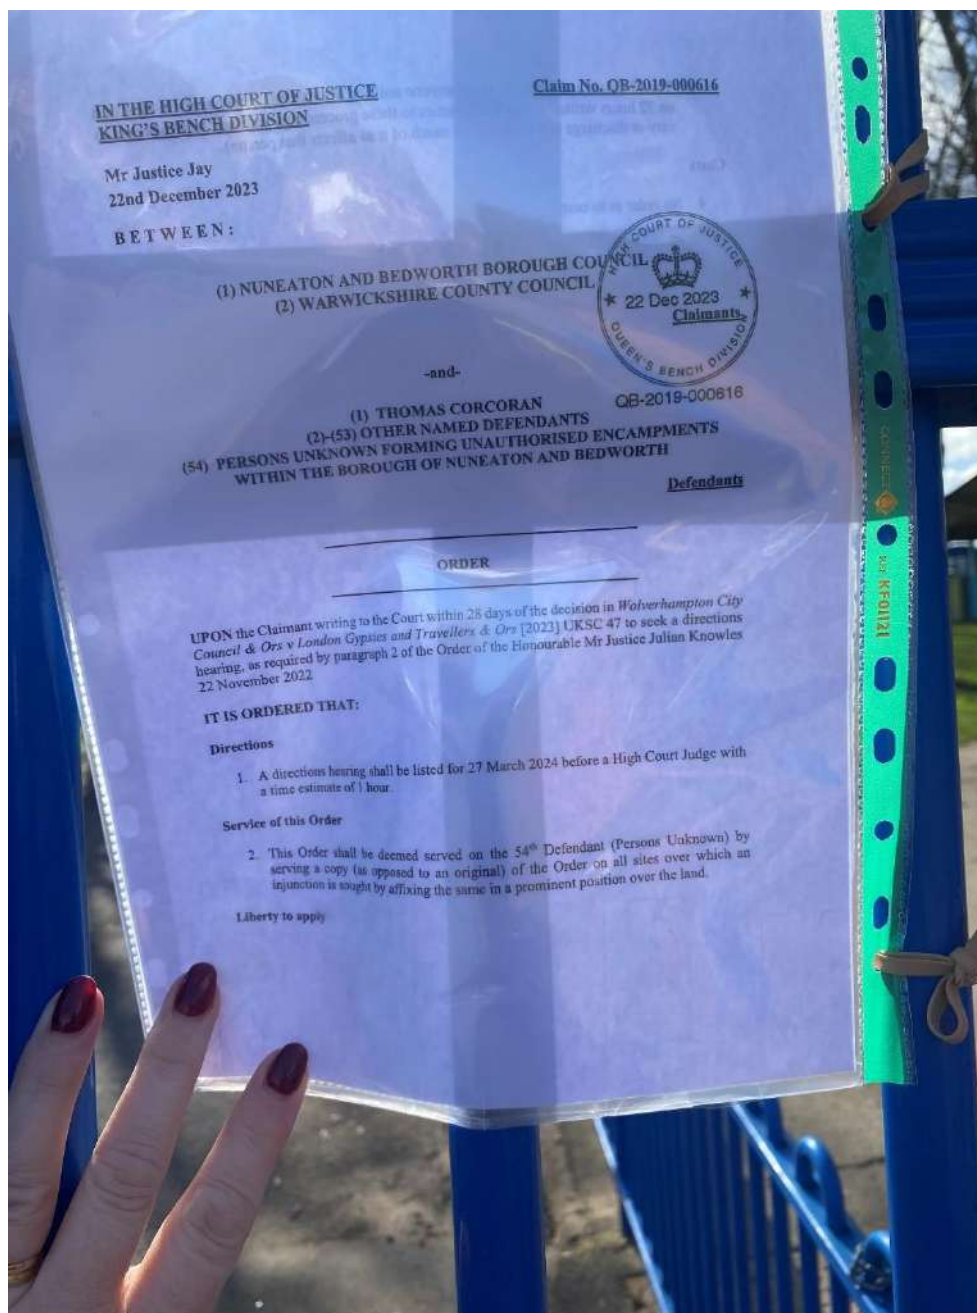 IN THE HIGH COURT OF JUSTICE
KING'S BENCH DIVISION
Claim No. QB-2019-000616
Mr Justice Jay
22nd December 2023
BETWEEN:
(1) NUNEATON AND BEDWORTH BOROUGH COUNCIL
(2) WARWICKSHIRE COUNTY COUNCIL
HIGH COURT OF JUSTICE
22 Dec 2023
QUEEN'S BENCH DIVISION
QB-2019-000616
Claimants
-and-
(1) THOMAS CORCORAN
(2)-(53) OTHER NAMED DEFENDANTS
(54) PERSONS UNKNOWN FORMING UNAUTHORISED ENCAMPMENTS
WITHIN THE BOROUGH OF NUNEATON AND BEDWORTH
Defendants
ORDER
UPON the Claimant writing to the Court within 28 days of the decision in Wolverhampton City
Council & Ors v London Gypsies and Travellers & Ors [2023] UKSC 47 to seek a directions
hearing, as required by paragraph 2 of the Order of the Honourable Mr Justice Julian Knowles
22 November 2022
IT IS ORDERED THAT:
Directions
1. A directions hearing shall be listed for 27 March 2024 before a High Court Judge with
a time estimate of 1 hour.
Service of this Order
2. This Order shall be deemed served on the 54th Defendant (Persons Unknown) by
serving a copy (as opposed to an original) of the Order on all sites over which an
injunction is sought by affixing the same in a prominent position over the land.
Liberty to apply
CONNECT
Ref: KF01121